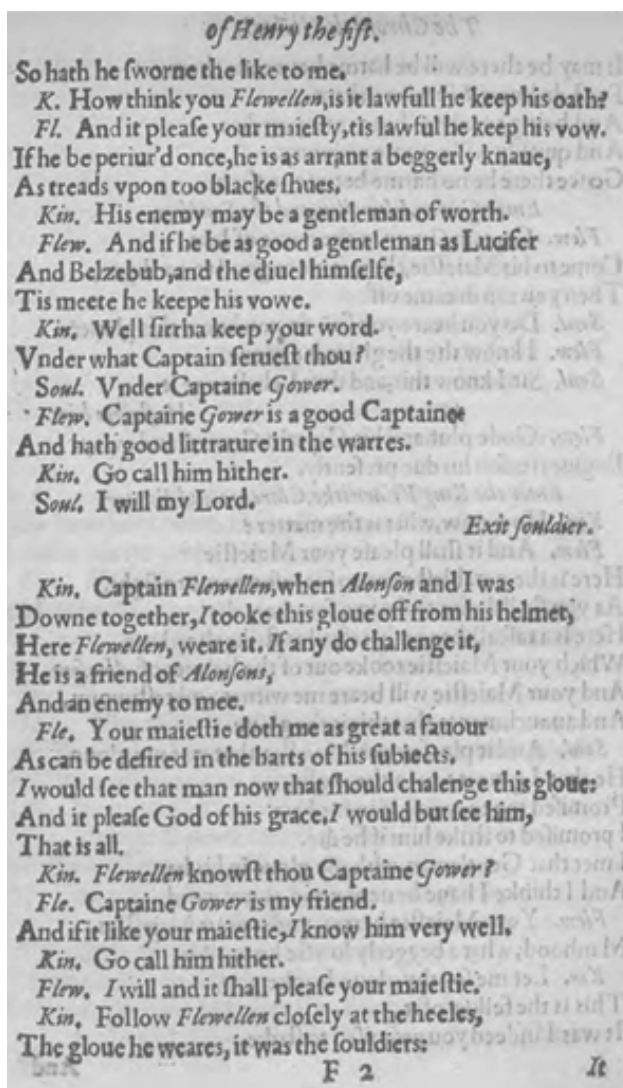 of Henry the fift.
So hath he sworne the like to me.
K. How think you Flewellen,is it lawfull he keep his oath?
Fl. And it pleaſe your maieſty,tis lawful he keep his vow.
If he be periur'd once,he is as arrant a beggerly knaue,
As treads vpon too blacke ſhues.
Kin. His enemy may be a gentleman of worth.
Flew. And if he be as good a gentleman as Lucifer
And Belzebub,and the diuel himſelfe,
Tis meete he keepe his vowe.
Kin. Well ſirrha keep your word.
Vnder what Captain ſerueſt thou?
Soul. Vnder Captaine Gower.
Flew. Captaine Gower is a good Captaine
And hath good littrature in the warres.
Kin. Go call him hither.
Soul. I will my Lord.
Exit ſouldier.
Kin. Captain Flewellen,when Alonſon and I was
Downe together,I tooke this gloue off from his helmet,
Here Flewellen, weare it. If any do challenge it,
He is a friend of Alonſons,
And an enemy to mee.
Fle. Your maieſtie doth me as great a fauour
As can be deſired in the harts of his ſubiects.
I would ſee that man now that ſhould chalenge this gloue:
And it pleaſe God of his grace,I would but ſee him,
That is all.
Kin. Flewellen knowſt thou Captaine Gower?
Fle. Captaine Gower is my friend.
And if it like your maieſtie,I know him very well.
Kin. Go call him hither.
Flew. I will and it ſhall pleaſe your maieſtie.
Kin. Follow Flewellen cloſely at the heeles,
The gloue he weares, it was the ſouldiers:
F 2 It